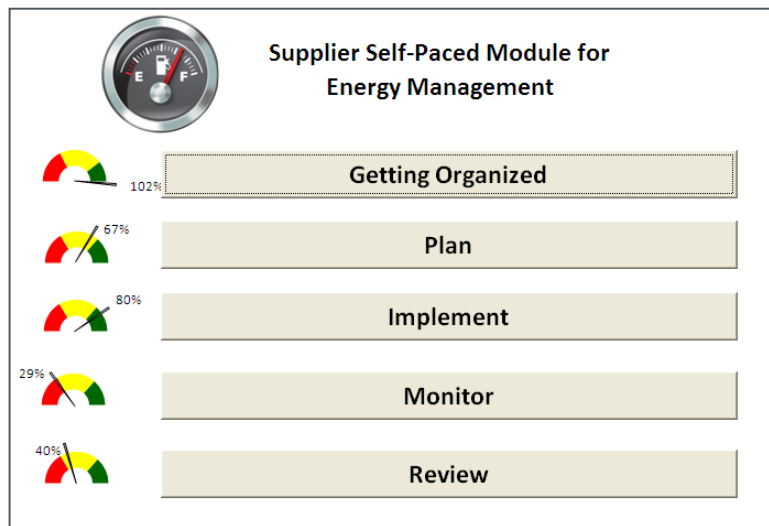 Supplier Self-Paced Module for
Energy Management
E F
102%
Getting Organized
67%
Plan
80%
Implement
29%
Monitor
40%
Review